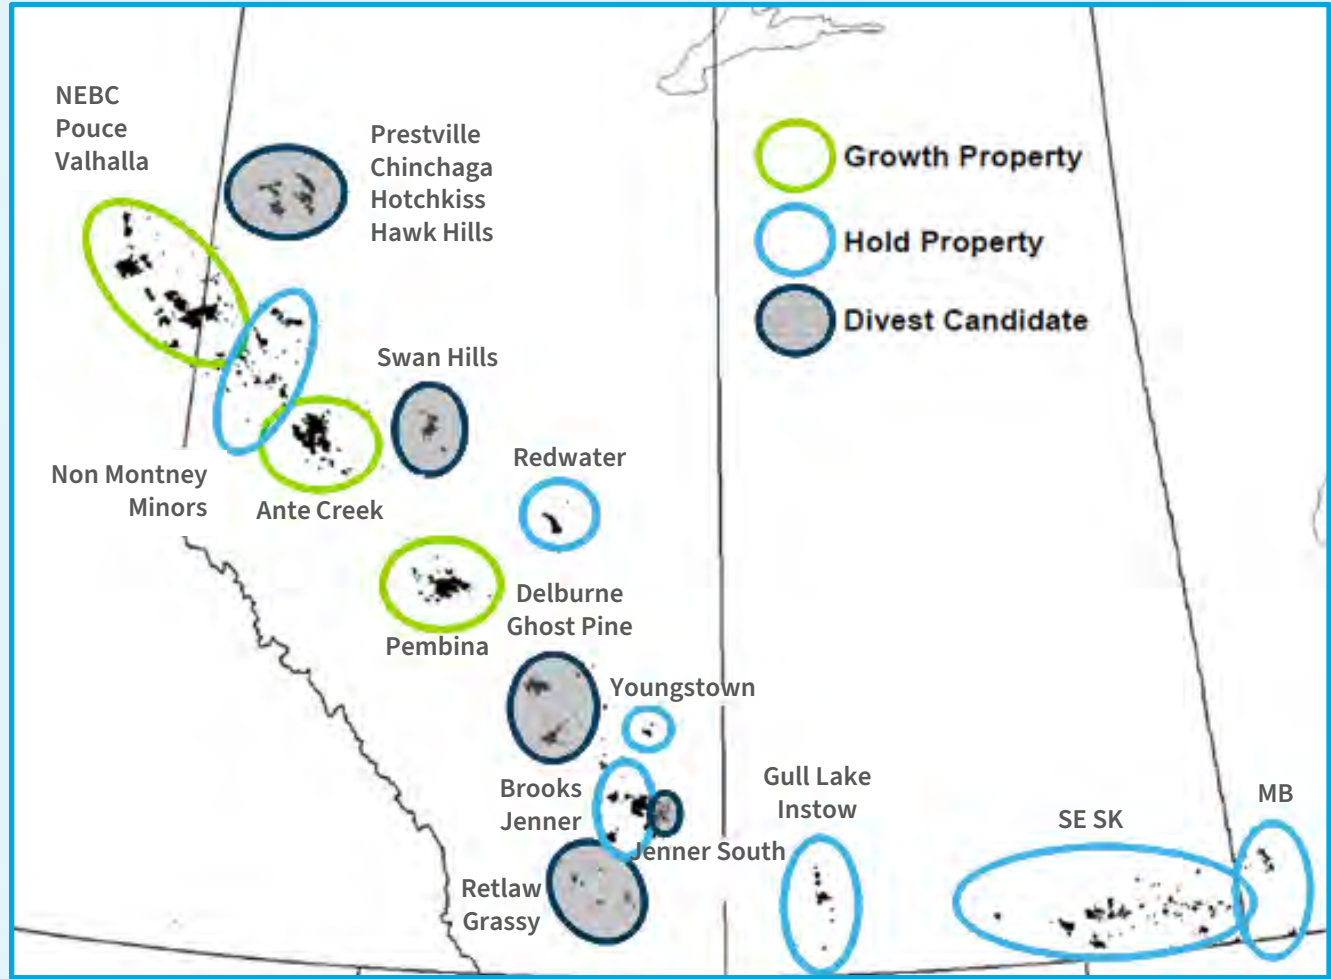 NEBC
Pouce
Valhalla
Prestville
Chinchaga
Hotchkiss
Hawk Hills
Growth Property
Hold Property
Divest Candidate
Swan Hills
Non Montney
Minors
Ante Creek
Redwater
Pembina
Delburne
Ghost Pine
Youngstown
Brooks
Jenner
Jenner South
Retlaw
Grassy
Gull Lake
Instow
SE SK
MB